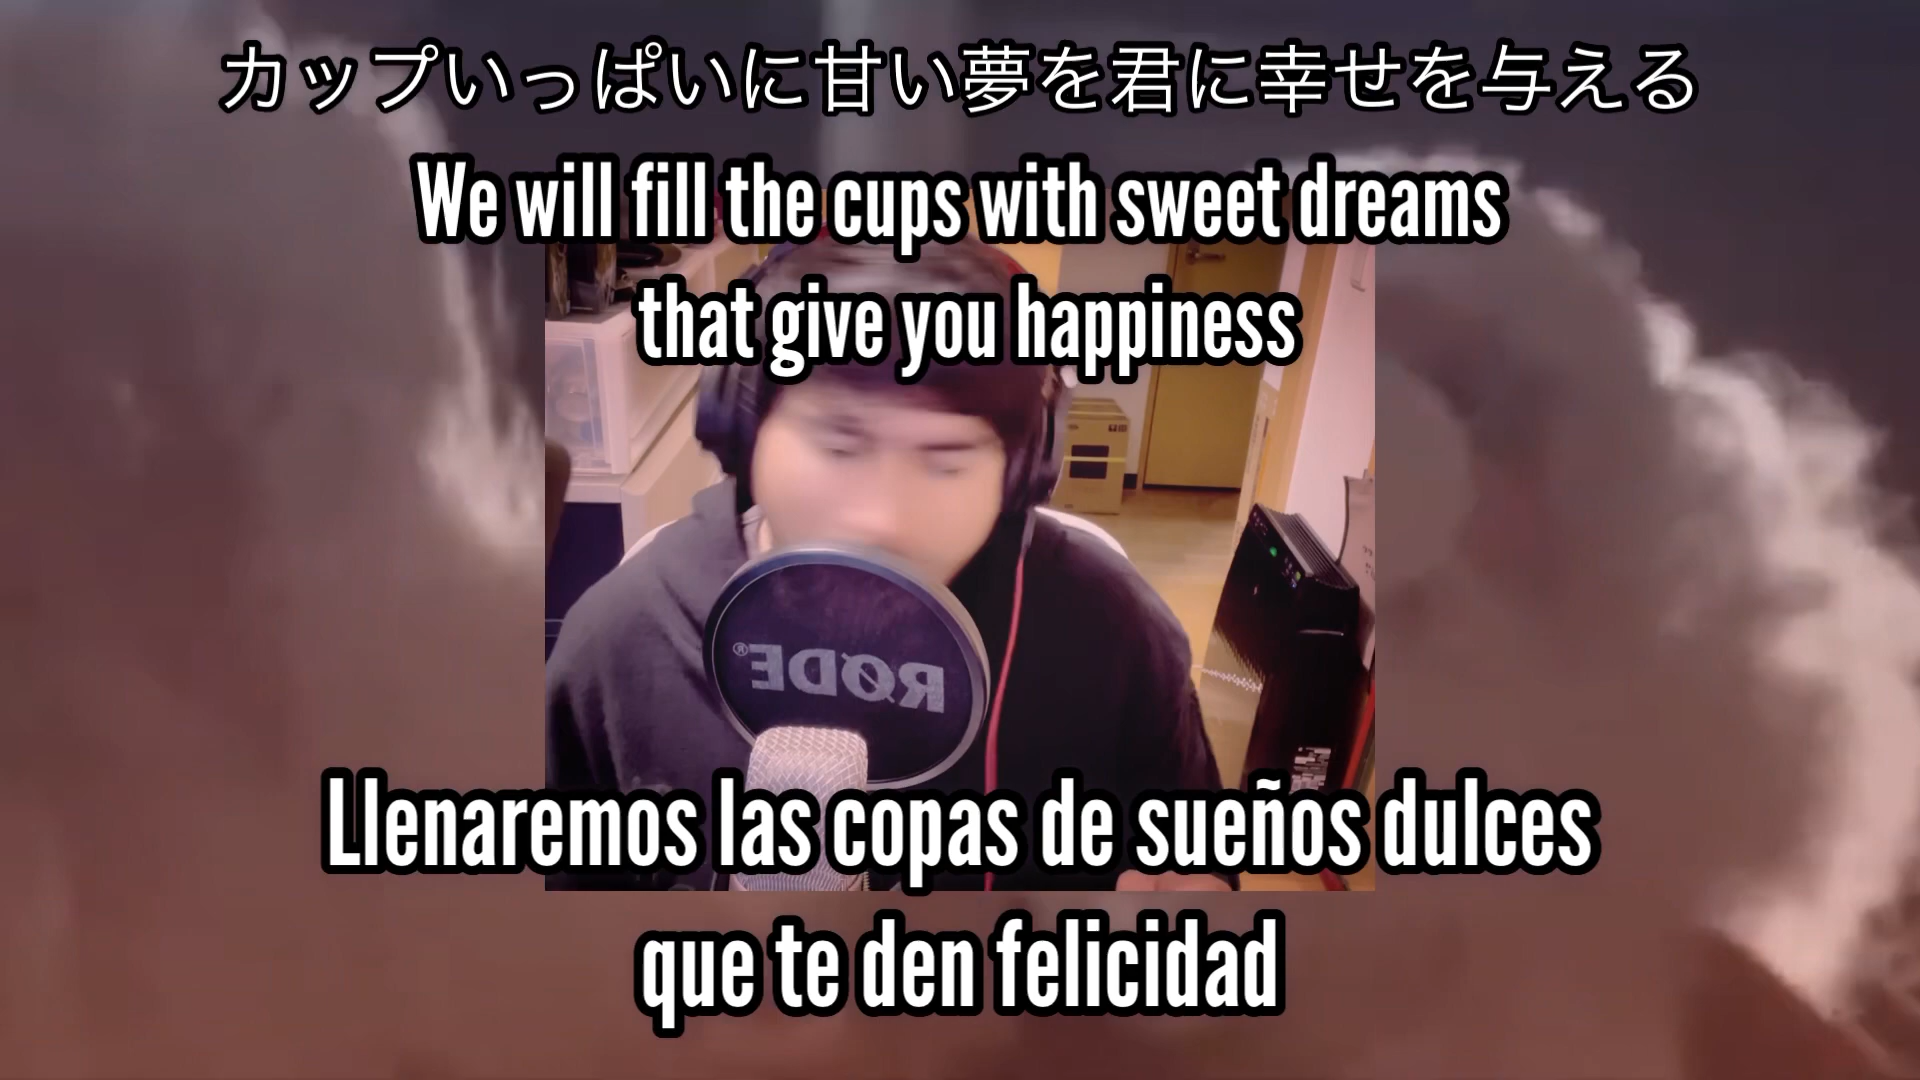 カップいっぱいに甘い夢を君に幸せを与える
We will fill the cups with sweet dreams
that give you happiness
RØDE®
Llenaremos las copas de sueños dulces
que te den felicidad